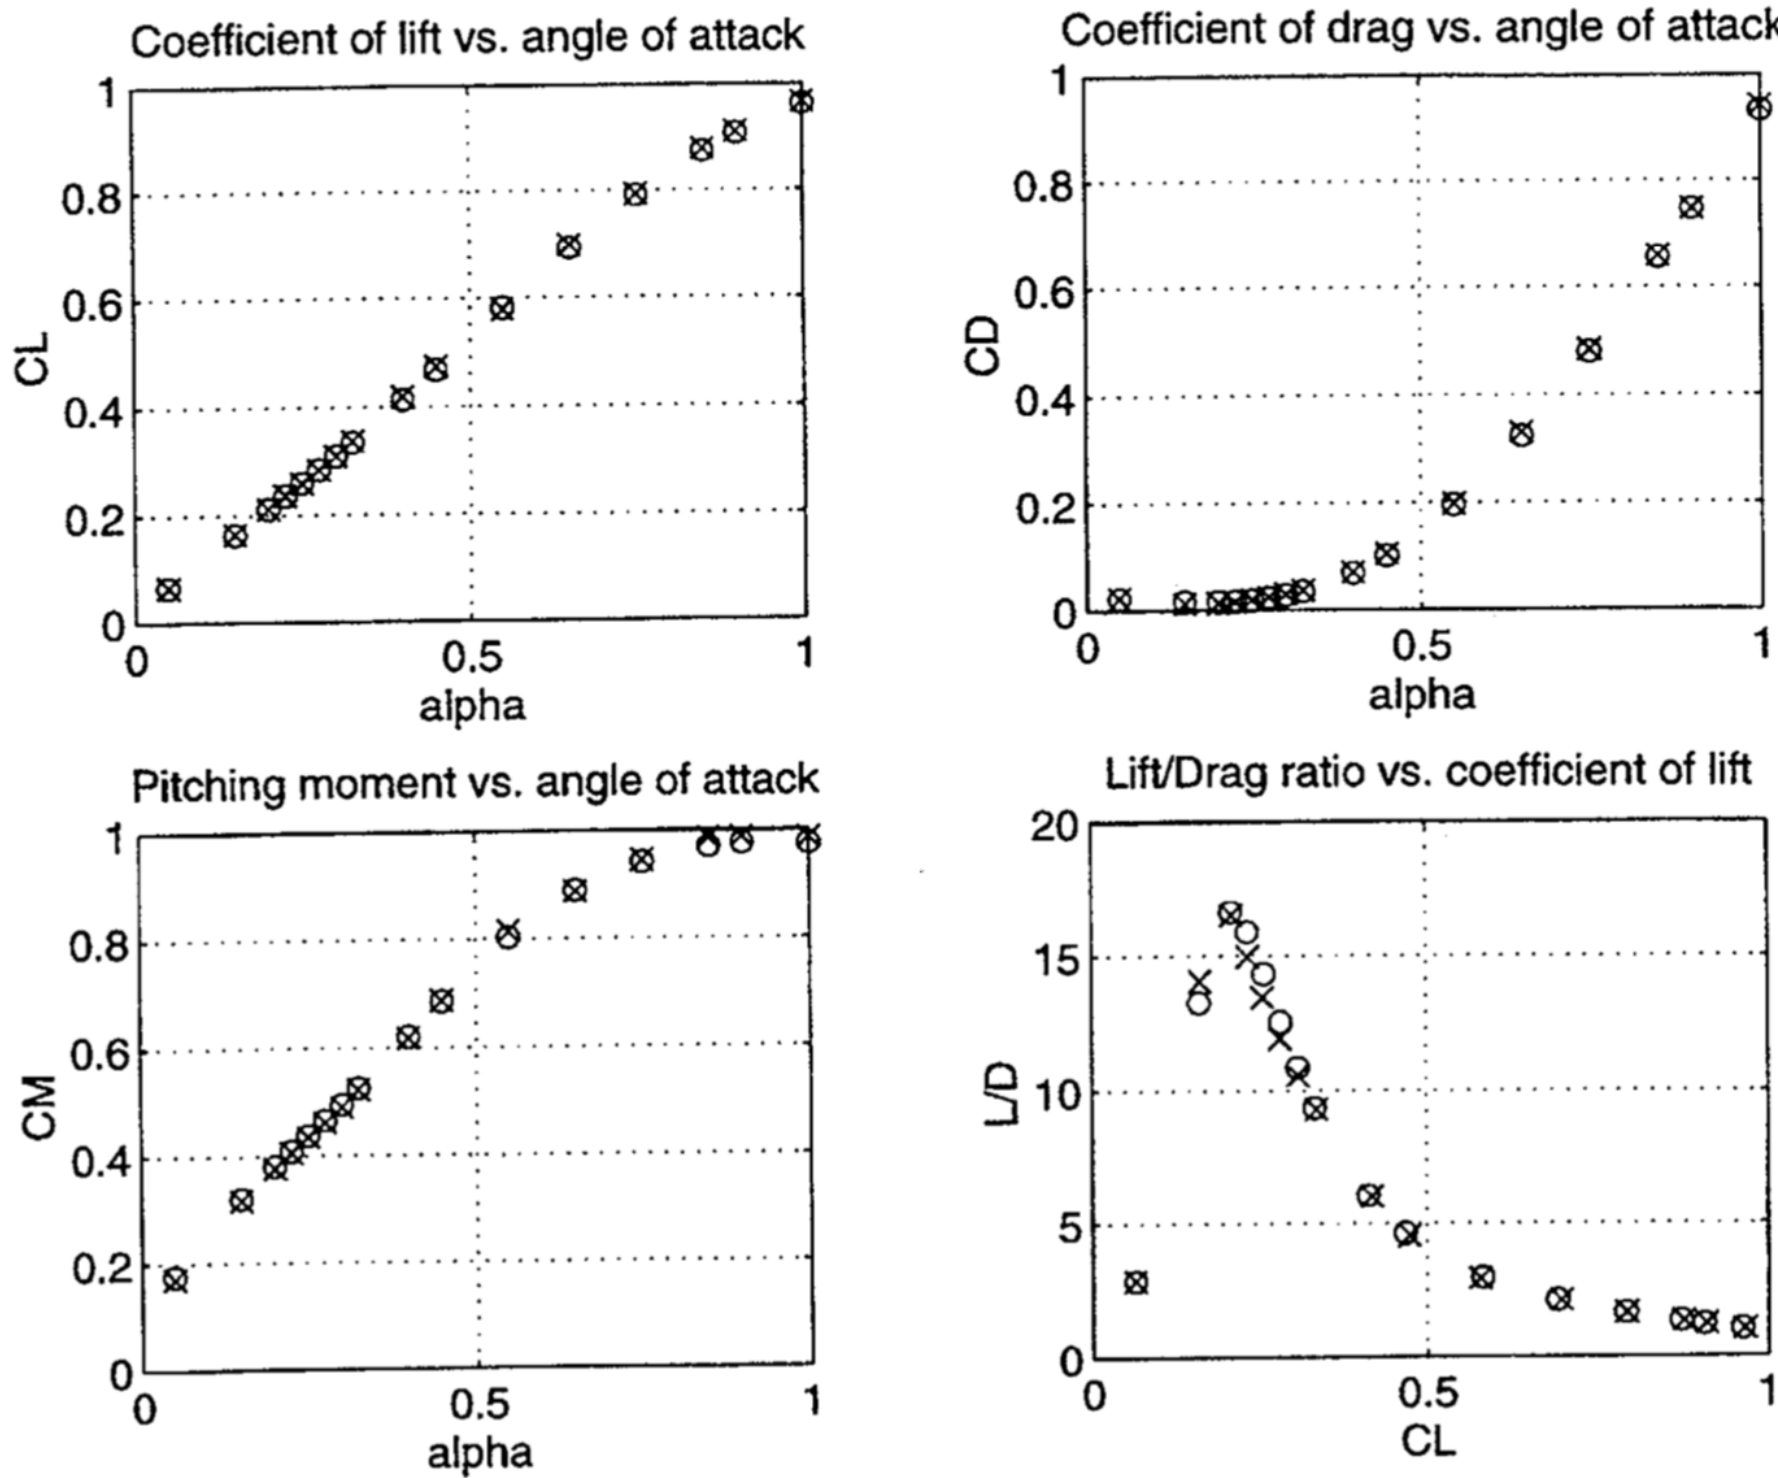 Coefficient of lift vs. angle of attack
1
0.8
0.6
0.4
0.2
0
CL
0
0.5
1
alpha
Coefficient of drag vs. angle of attack
1
0.8
0.6
0.4
0.2
0
CD
0
0.5
1
alpha
Pitching moment vs. angle of attack
1
0.8
0.6
0.4
0.2
0
CM
0
0.5
1
alpha
Lift/Drag ratio vs. coefficient of lift
20
15
10
5
0
L/D
0
0.5
1
CL